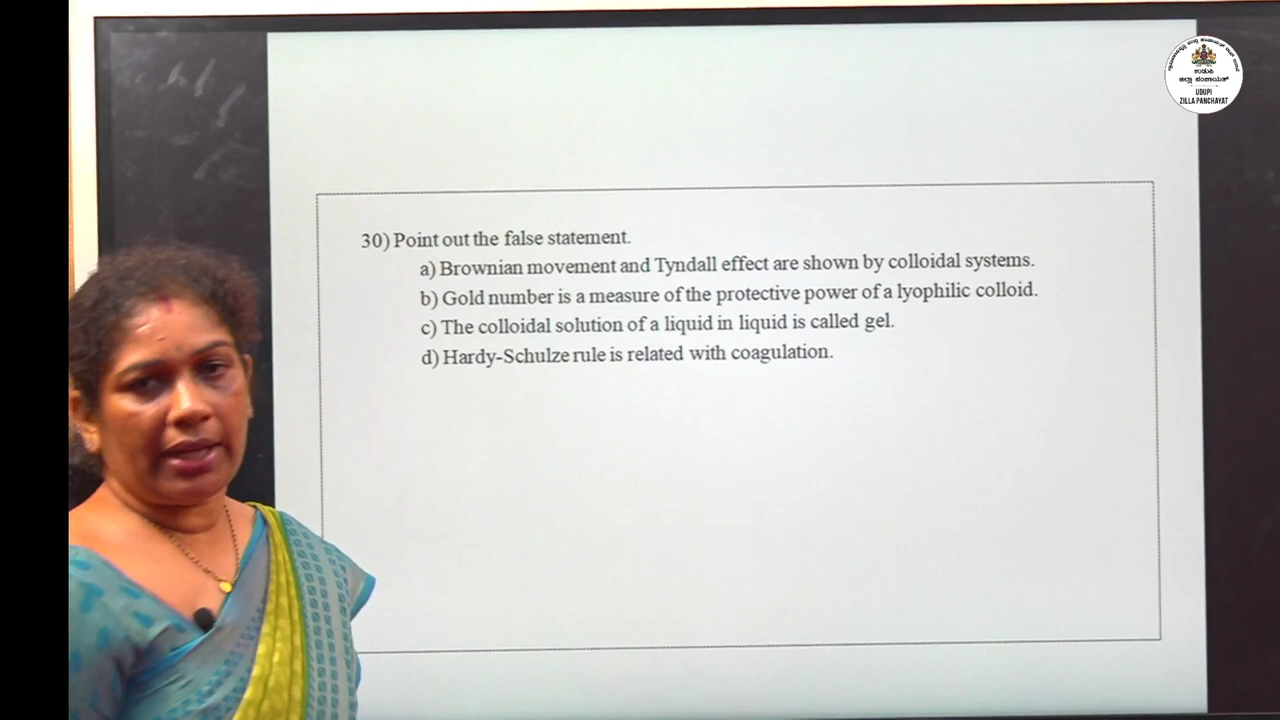 ಉಡುಪಿ
ಜಿಲ್ಲಾ ಪಂಚಾಯತ್
UDUPI
ZILLA PANCHAYAT
30) Point out the false statement.
a) Brownian movement and Tyndall effect are shown by colloidal systems.
b) Gold number is a measure of the protective power of a lyophilic colloid.
c) The colloidal solution of a liquid in liquid is called gel.
d) Hardy-Schulze rule is related with coagulation.